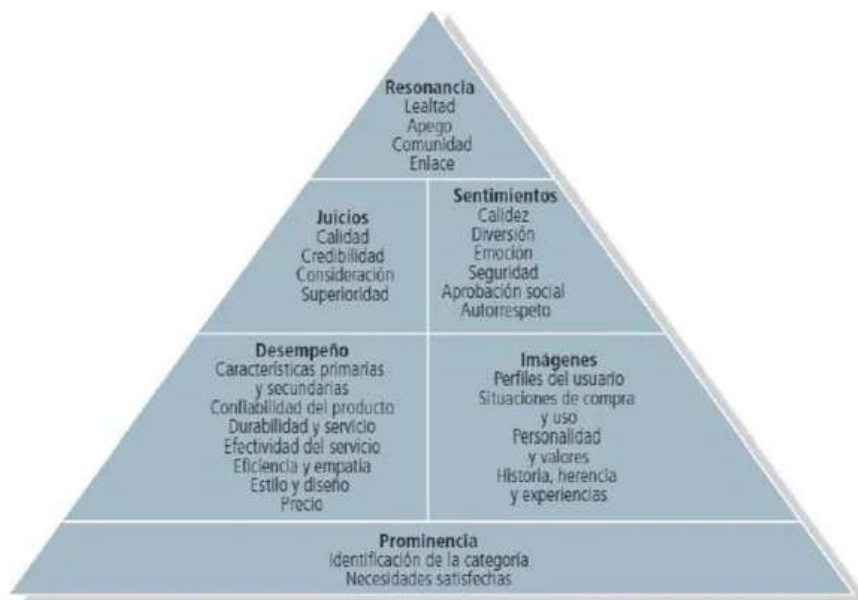 Resonancia
Lealtad
Apego
Comunidad
Enlace
Juicios
Calidad
Credibilidad
Consideración
Superioridad
Sentimientos
Calidez
Diversión
Emoción
Seguridad
Aprobación social
Autorrespeto
Desempeño
Características primarias
y secundarias
Confiabilidad del producto
Durabilidad y servicio
Efectividad del servicio
Eficiencia y empatía
Estilo y diseño
Precio
Imágenes
Perfiles del usuario
Situaciones de compra
y uso
Personalidad
y valores
Historia, herencia
y experiencias
Prominencia
Identificación de la categoría
Necesidades satisfechas